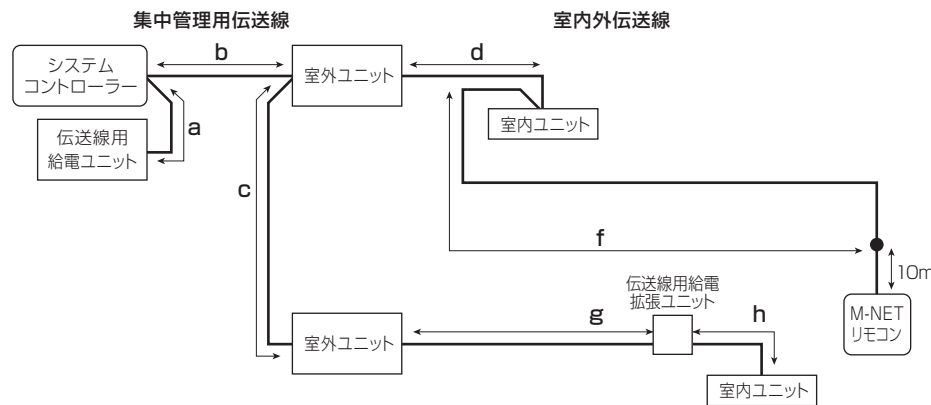 集中管理用伝送線
室内外伝送線
システム
コントローラー
b
室外ユニット
d
室内ユニット
a
伝送線用
給電ユニット
c
f
伝送線用給電
拡張ユニット
10m
M-NET
リモコン
室外ユニット
g
h
室内ユニット